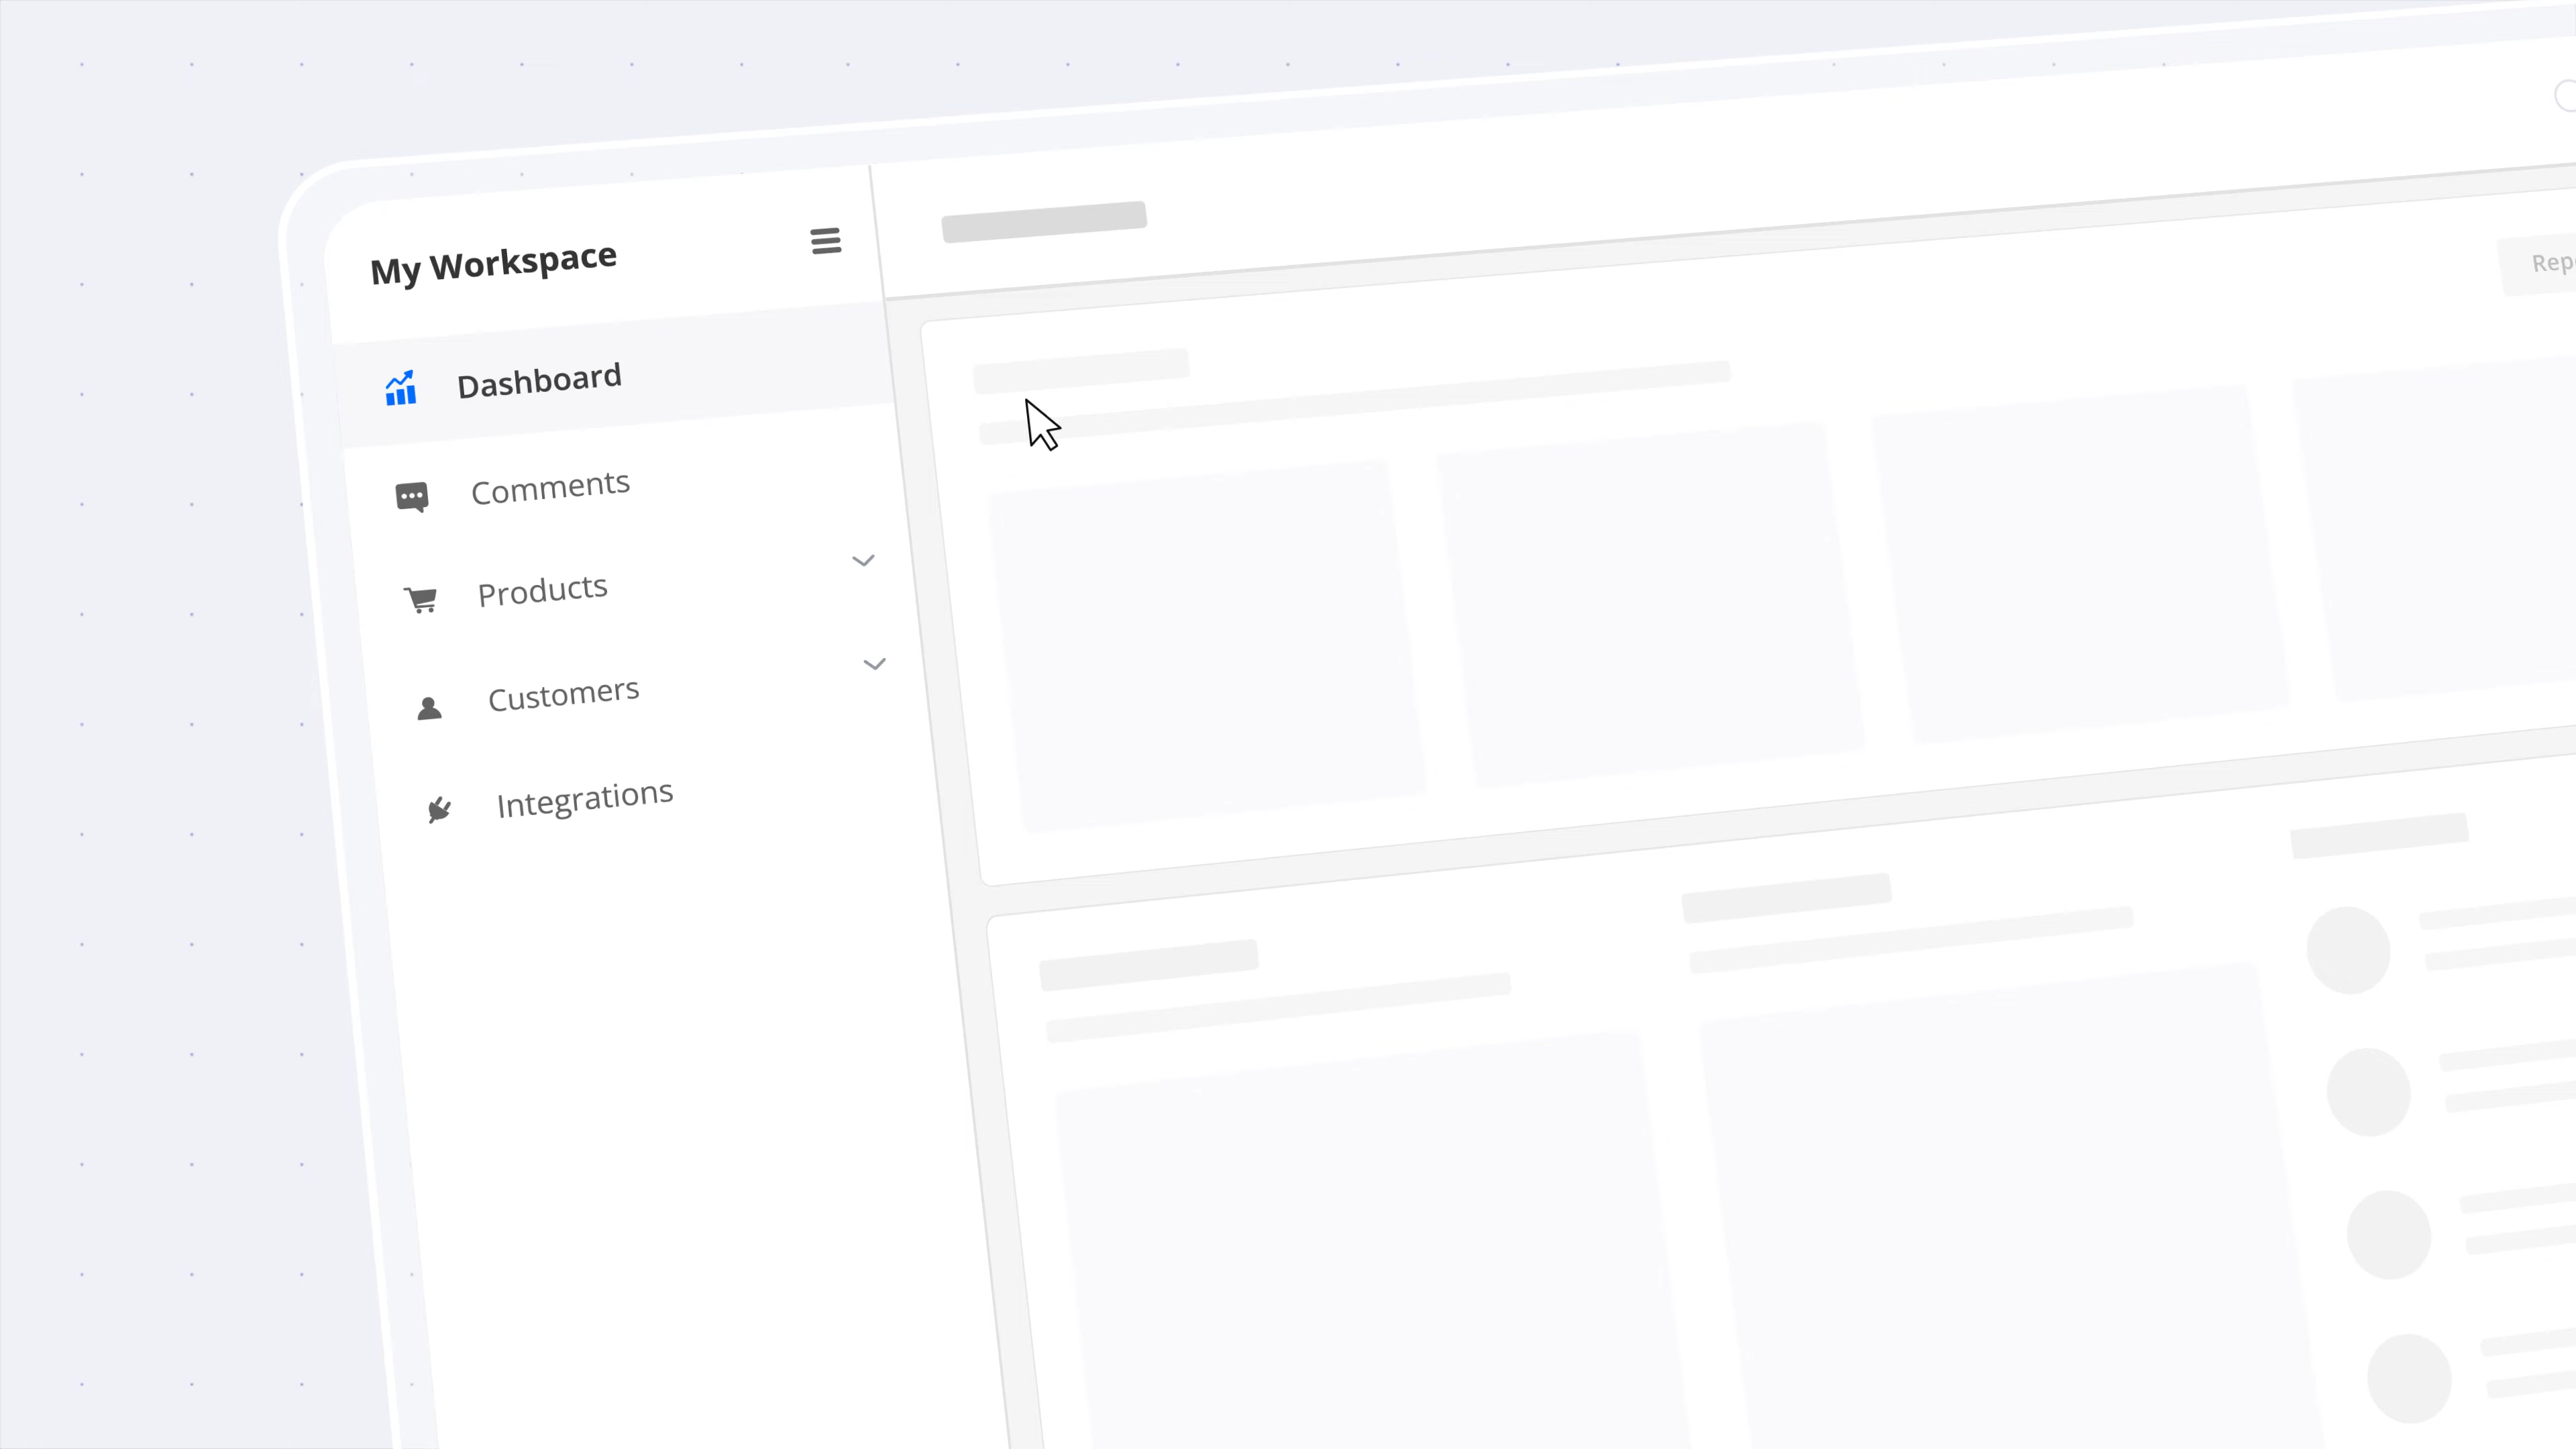 My Workspace
Dashboard
Comments
Products
Customers
Integrations